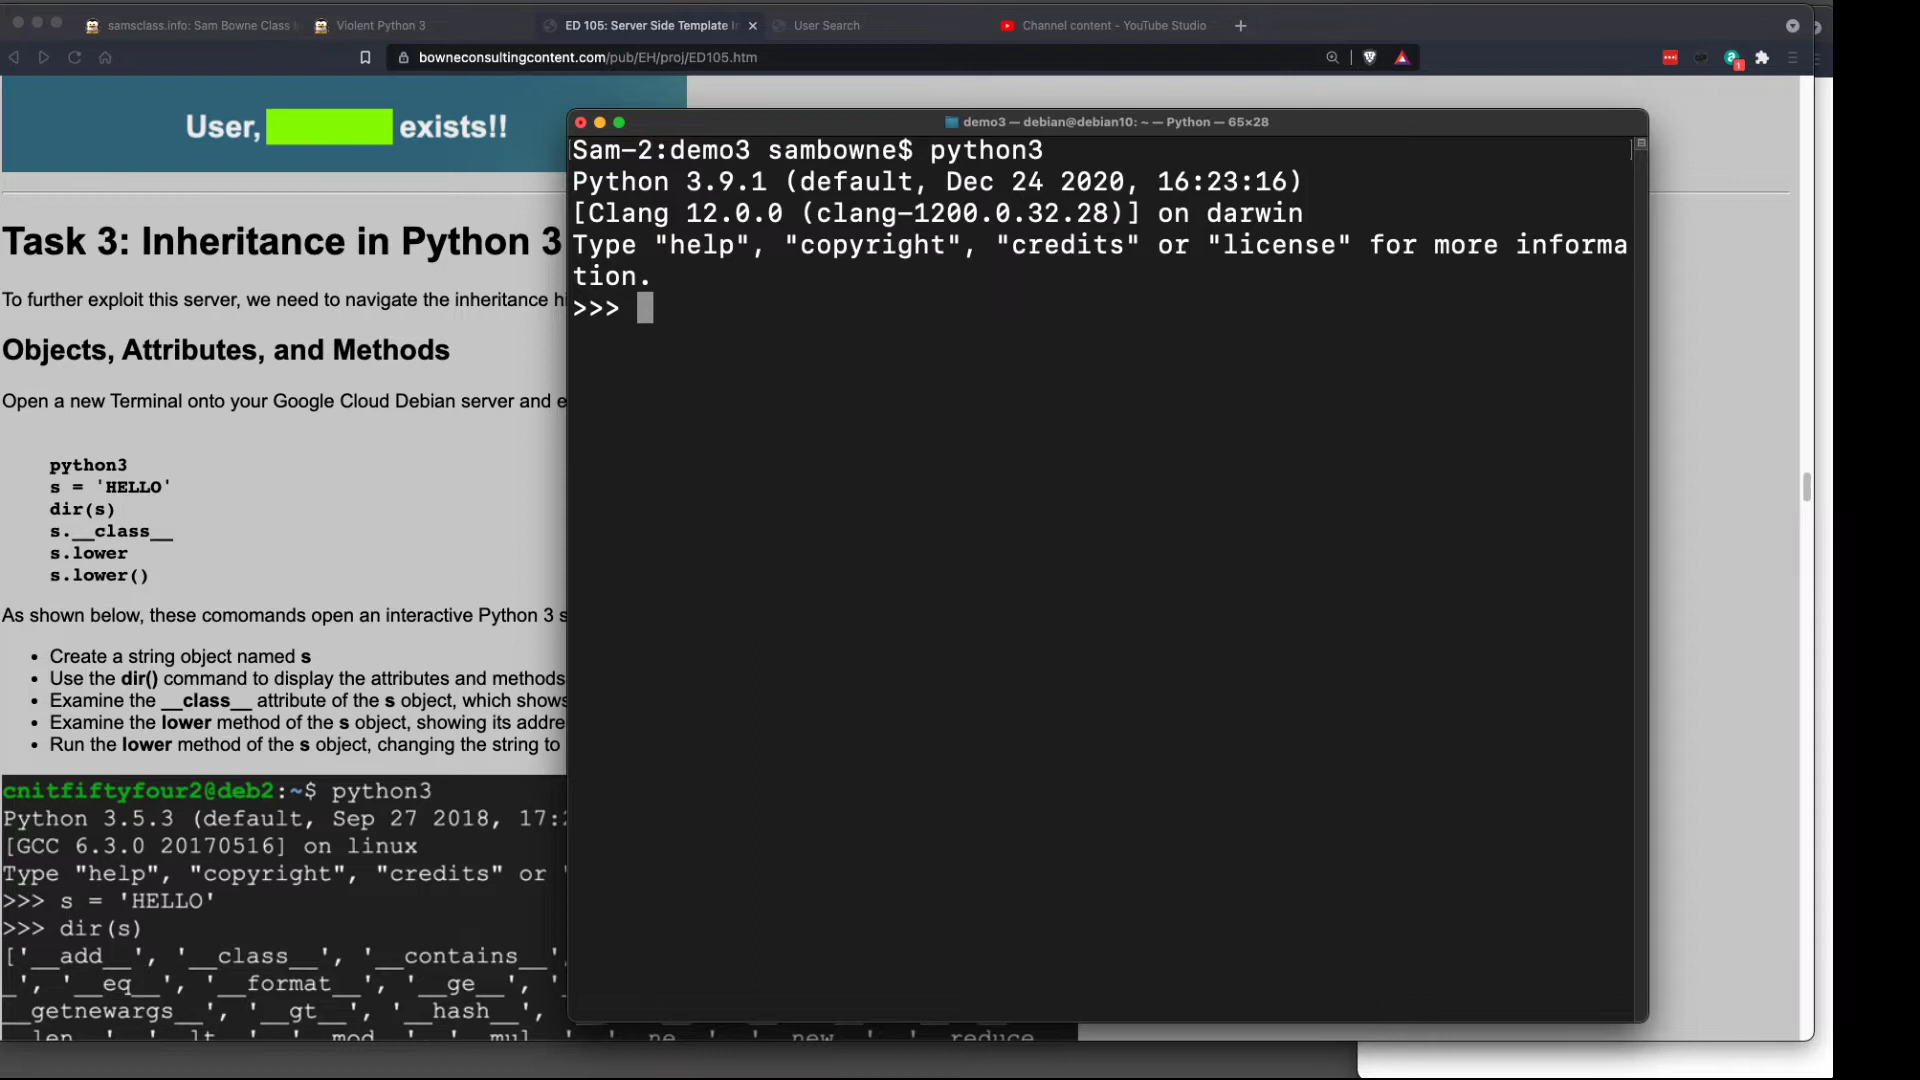 samsclass.info: Sam Bowne Class
Violent Python 3
ED 105: Server Side Template
User Search
Channel content - YouTube Studio
bowneconsultingcontent.com/pub/EH/proj/ED105.htm
User, exists!!
demo3 — debian@debian10: ~ — Python — 65×28
Sam-2:demo3 sambowne$ python3
Python 3.9.1 (default, Dec 24 2020, 16:23:16)
[Clang 12.0.0 (clang-1200.0.32.28)] on darwin
Type "help", "copyright", "credits" or "license" for more informa
tion.
>>>
Task 3: Inheritance in Python 3
To further exploit this server, we need to navigate the inheritance
Objects, Attributes, and Methods
Open a new Terminal onto your Google Cloud Debian server and
python3
s = 'HELLO'
dir(s)
s.__class__
s.lower
s.lower()
As shown below, these comomands open an interactive Python 3
• Create a string object named s
• Use the dir() command to display the attributes and methods
• Examine the __class__ attribute of the s object, which shows
• Examine the lower method of the s object, showing its
• Run the lower method of the s object, changing the string to
cnitfiftyfour2@deb2:~$ python3
Python 3.5.3 (default, Sep 27 2018,
[GCC 6.3.0 20170516] on linux
Type "help", "copyright", "credits" or
>>> s = 'HELLO'
>>> dir(s)
['__add__', '__class__', '__contains__',
_', '__eq__', '__format__', '__ge__', '
__getnewargs__', '__gt__', '__hash__',